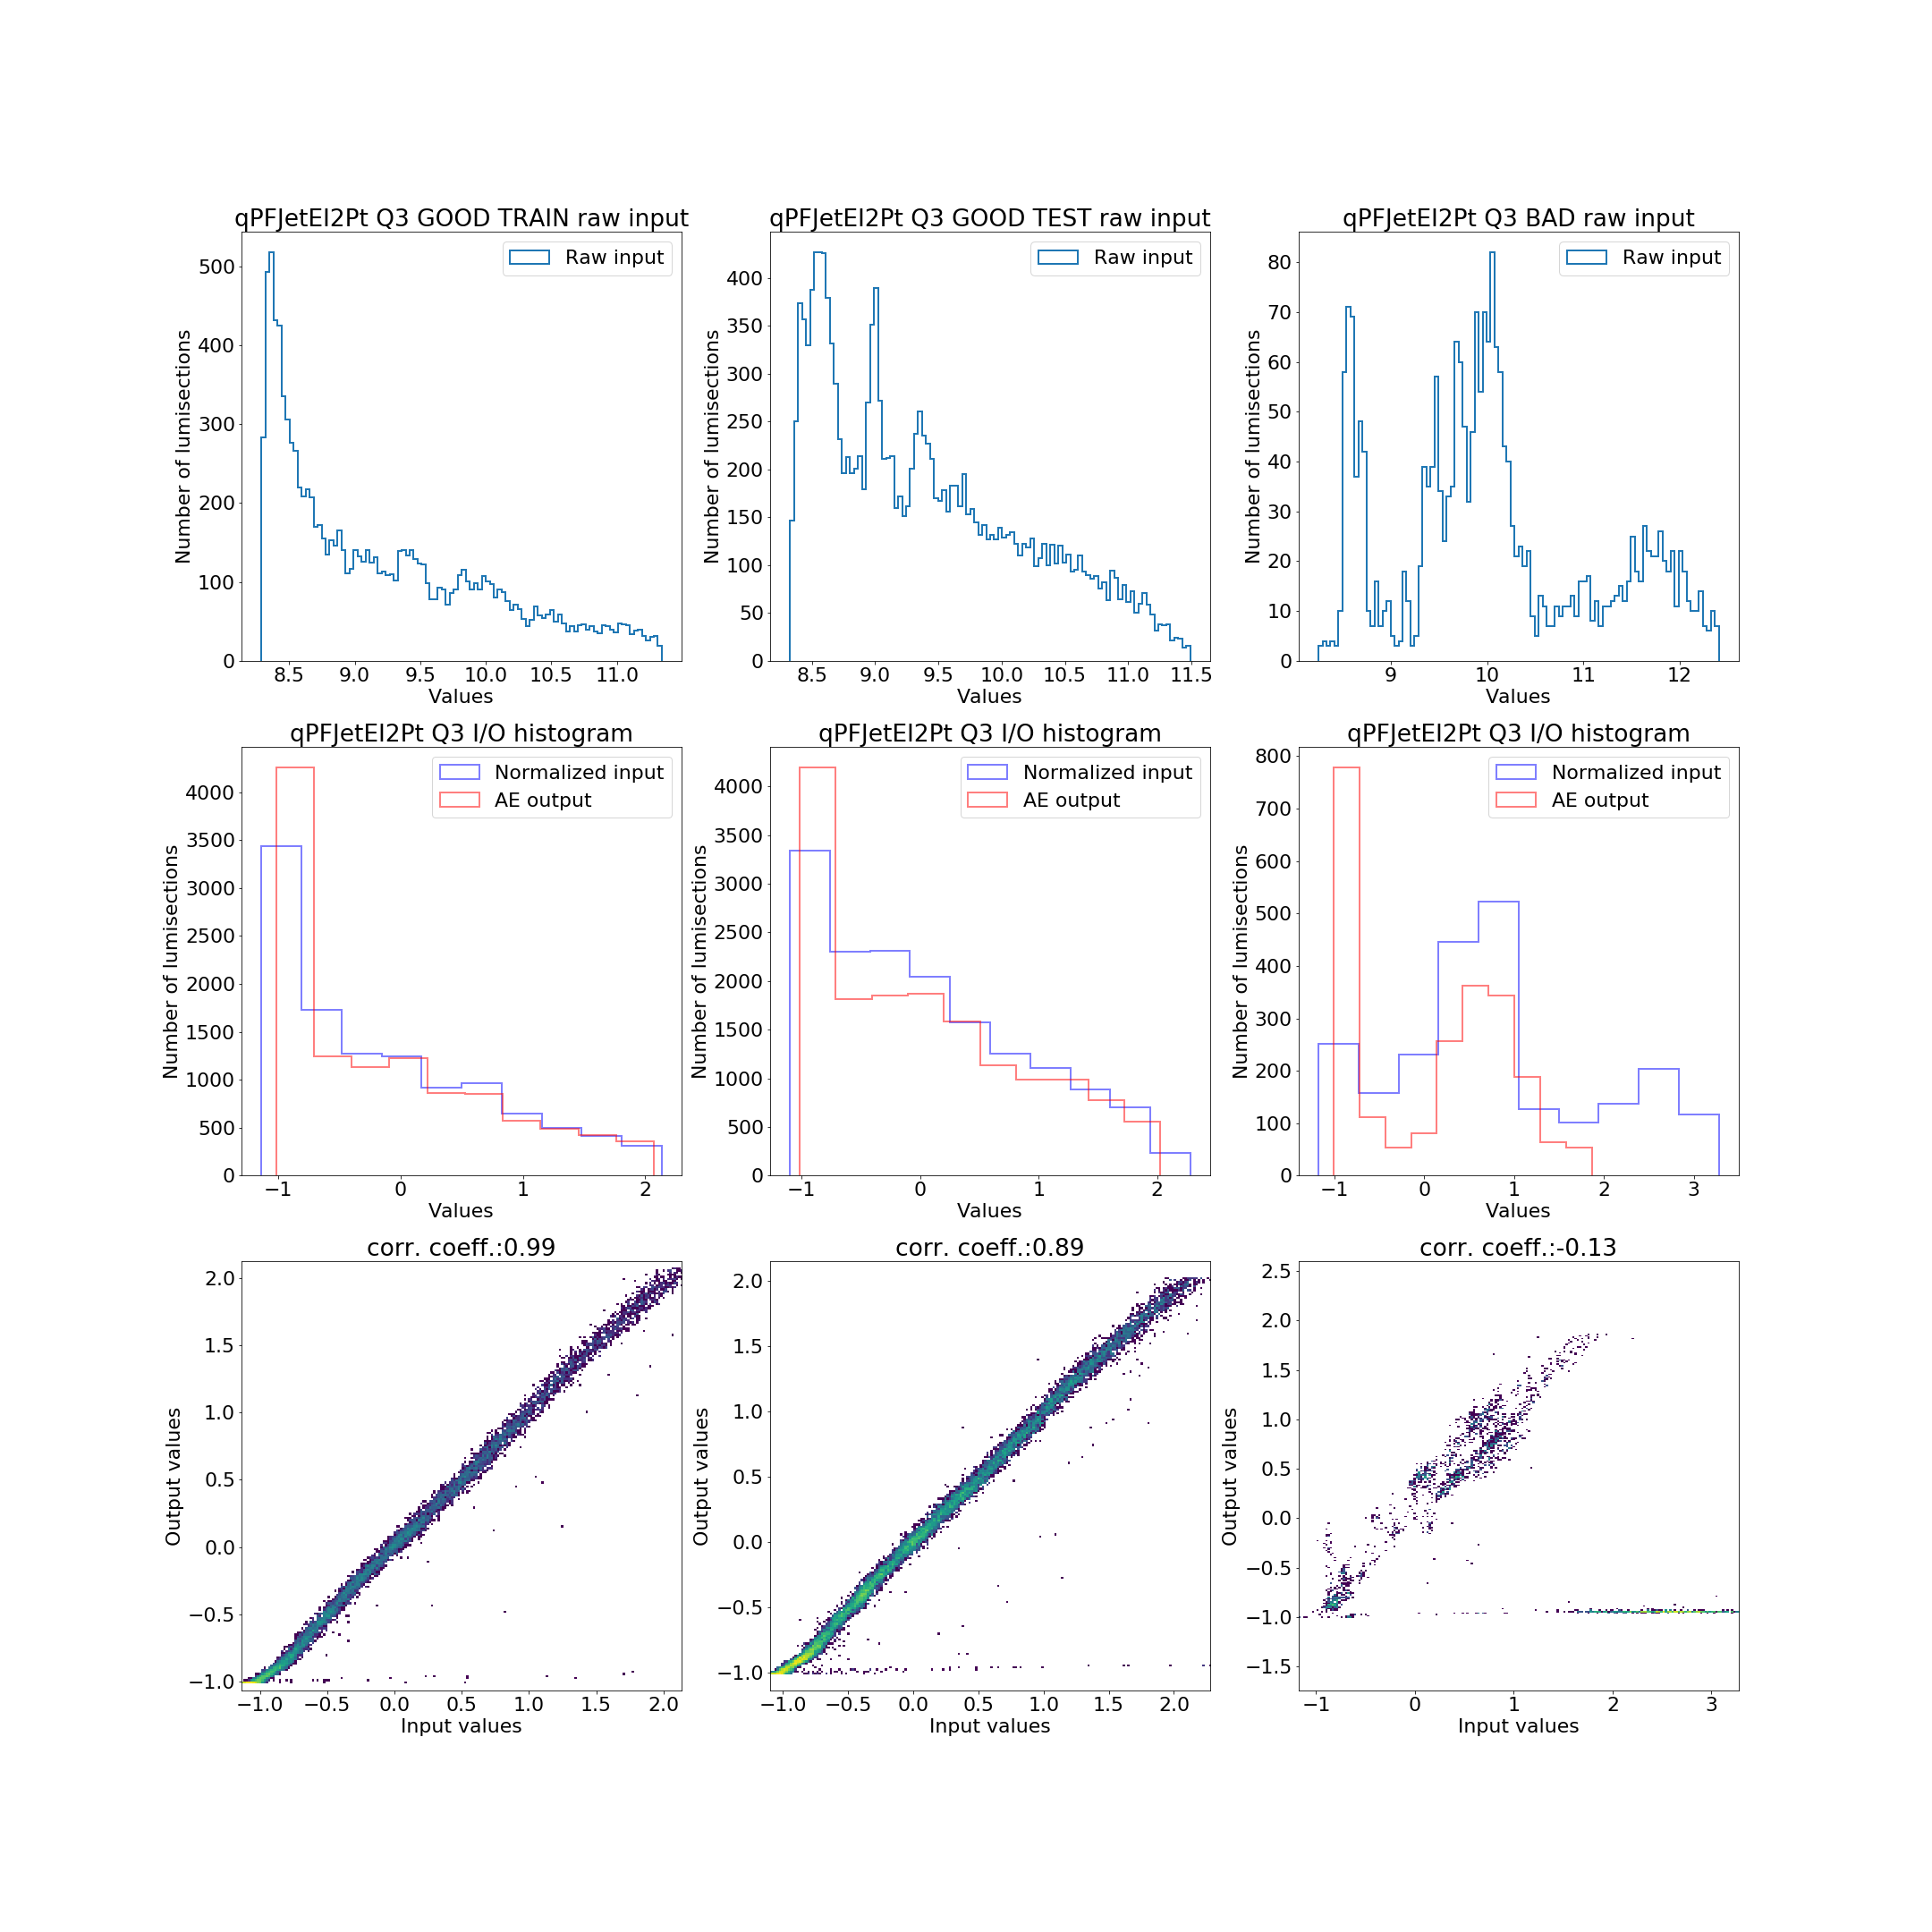 qPFJetEI2Pt Q3 GOOD TRAIN raw input
Raw input
Number of lumisections
500
400
300
200
100
0
8.5 9.0 9.5 10.0 10.5 11.0
Values
qPFJetEI2Pt Q3 GOOD TEST raw input
Raw input
Number of lumisections
400
350
300
250
200
150
100
50
0
8.5 9.0 9.5 10.0 10.5 11.0 11.5
Values
qPFJetEI2Pt Q3 BAD raw input
Raw input
Number of lumisections
80
70
60
50
40
30
20
10
0
9 10 11 12
Values
qPFJetEI2Pt Q3 I/O histogram
Normalized input
AE output
Number of lumisections
4000
3500
3000
2500
2000
1500
1000
500
0
−1 0 1 2
Values
qPFJetEI2Pt Q3 I/O histogram
Normalized input
AE output
Number of lumisections
4000
3500
3000
2500
2000
1500
1000
500
0
−1 0 1 2
Values
qPFJetEI2Pt Q3 I/O histogram
Normalized input
AE output
Number of lumisections
800
700
600
500
400
300
200
100
0
−1 0 1 2 3
Values
corr. coeff.:0.99
Output values
2.0
1.5
1.0
0.5
0.0
−0.5
−1.0
−1.0 −0.5 0.0 0.5 1.0 1.5 2.0
Input values
corr. coeff.:0.89
Output values
2.0
1.5
1.0
0.5
0.0
−0.5
−1.0
−1.0 −0.5 0.0 0.5 1.0 1.5 2.0
Input values
corr. coeff.:-0.13
Output values
2.5
2.0
1.5
1.0
0.5
0.0
−0.5
−1.0
−1.5
−1 0 1 2 3
Input values